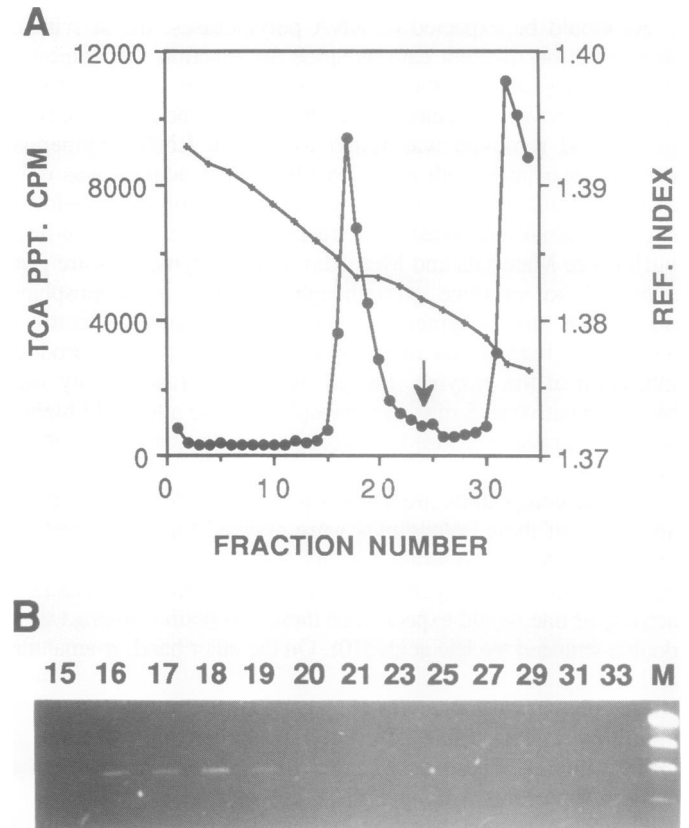 A
12000
8000
4000
0
TCA PPT. CPM
1.40
1.39
1.38
1.37
REF. INDEX
0 10 20 30
FRACTION NUMBER
B
15 16 17 18 19 20 21 23 25 27 29 31 33 M